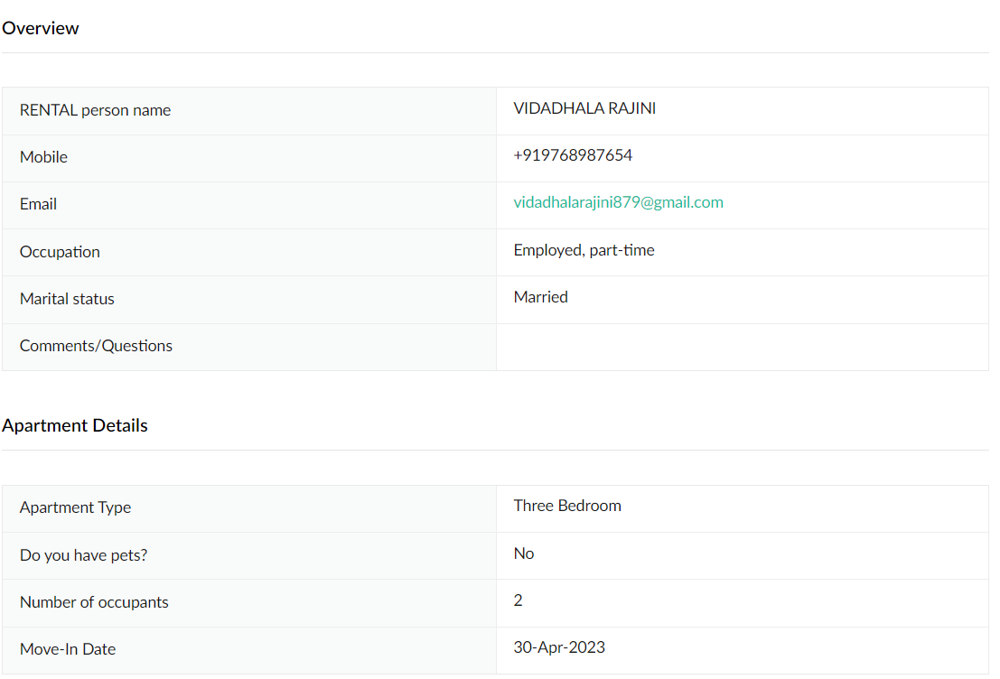 Overview
RENTAL person name
VIDADHALA RAJINI
Mobile
+919768987654
Email
vidadhalarajini879@gmail.com
Occupation
Employed, part-time
Marital status
Married
Comments/Questions
Apartment Details
Apartment Type
Three Bedroom
Do you have pets?
No
Number of occupants
2
Move-In Date
30-Apr-2023